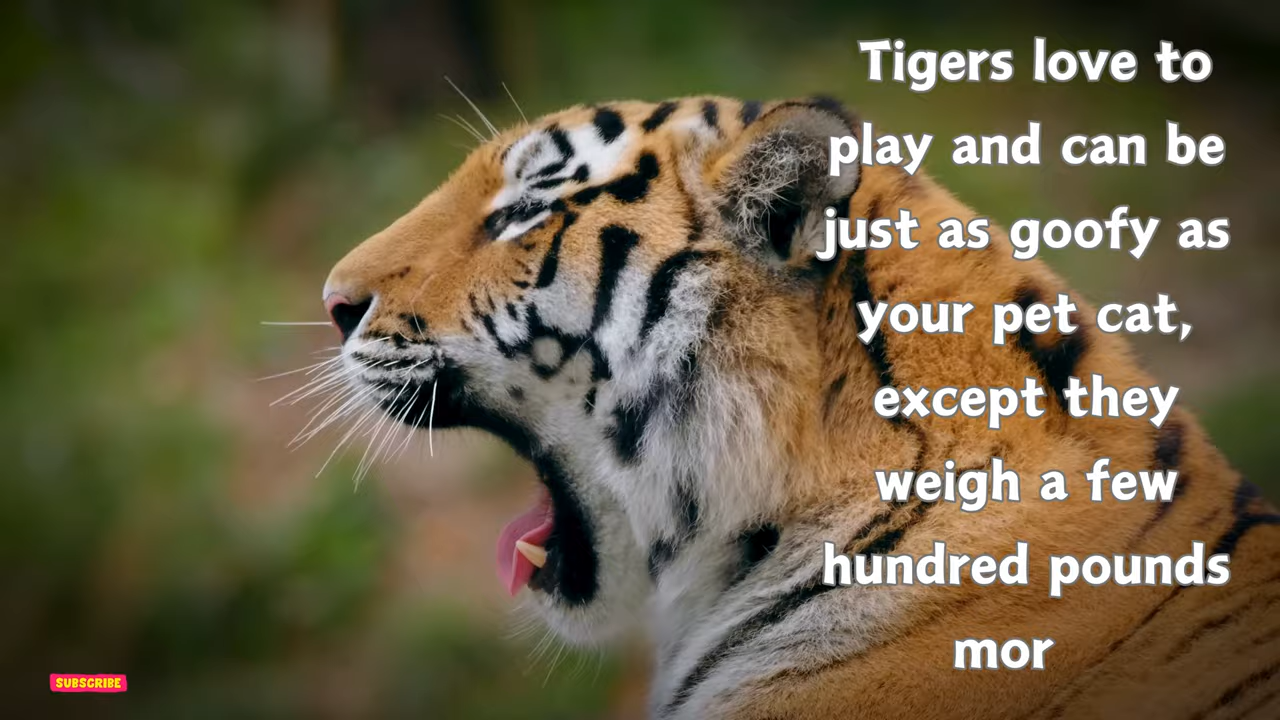 Tigers love to
play and can be
just as goofy as
your pet cat,
except they
weigh a few
hundred pounds
mor
SUBSCRIBE